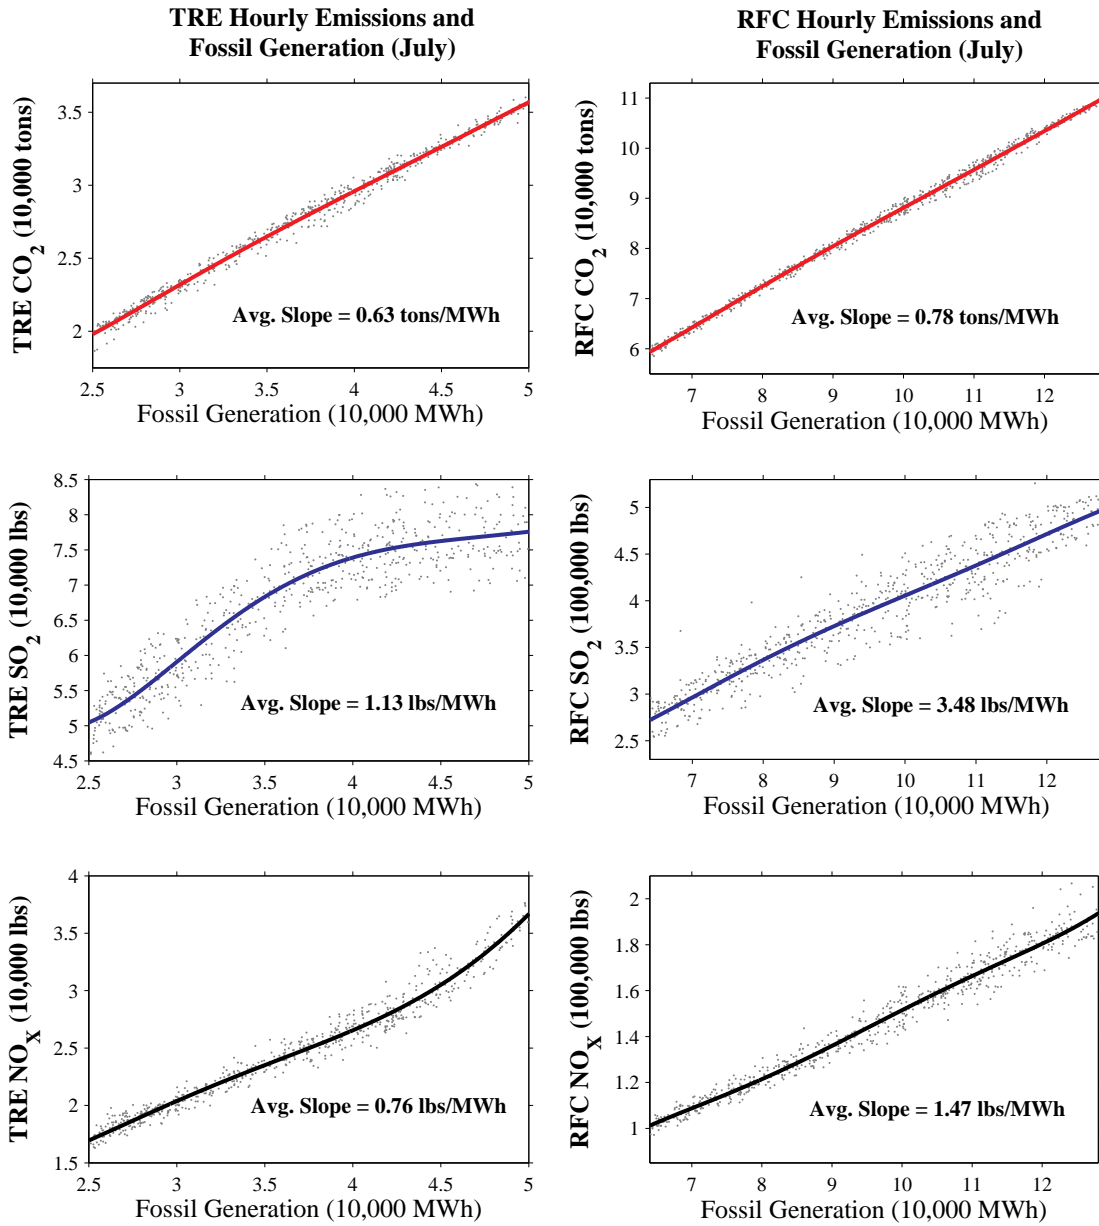 TRE Hourly Emissions and
Fossil Generation (July)
RFC Hourly Emissions and
Fossil Generation (July)
TRE CO2 (10,000 tons)
3.5
3
2.5
2
Avg. Slope = 0.63 tons/MWh
2.5 3 3.5 4 4.5 5
Fossil Generation (10,000 MWh)
RFC CO2 (10,000 tons)
11
10
9
8
7
6
Avg. Slope = 0.78 tons/MWh
7 8 9 10 11 12
Fossil Generation (10,000 MWh)
TRE SO2 (10,000 lbs)
8.5
8
7.5
7
6.5
6
5.5
5
4.5
Avg. Slope = 1.13 lbs/MWh
2.5 3 3.5 4 4.5 5
Fossil Generation (10,000 MWh)
RFC SO2 (100,000 lbs)
5
4.5
4
3.5
3
2.5
Avg. Slope = 3.48 lbs/MWh
7 8 9 10 11 12
Fossil Generation (10,000 MWh)
TRE NOX (10,000 lbs)
4
3.5
3
2.5
2
1.5
Avg. Slope = 0.76 lbs/MWh
2.5 3 3.5 4 4.5 5
Fossil Generation (10,000 MWh)
RFC NOX (100,000 lbs)
2
1.8
1.6
1.4
1.2
1
Avg. Slope = 1.47 lbs/MWh
7 8 9 10 11 12
Fossil Generation (10,000 MWh)